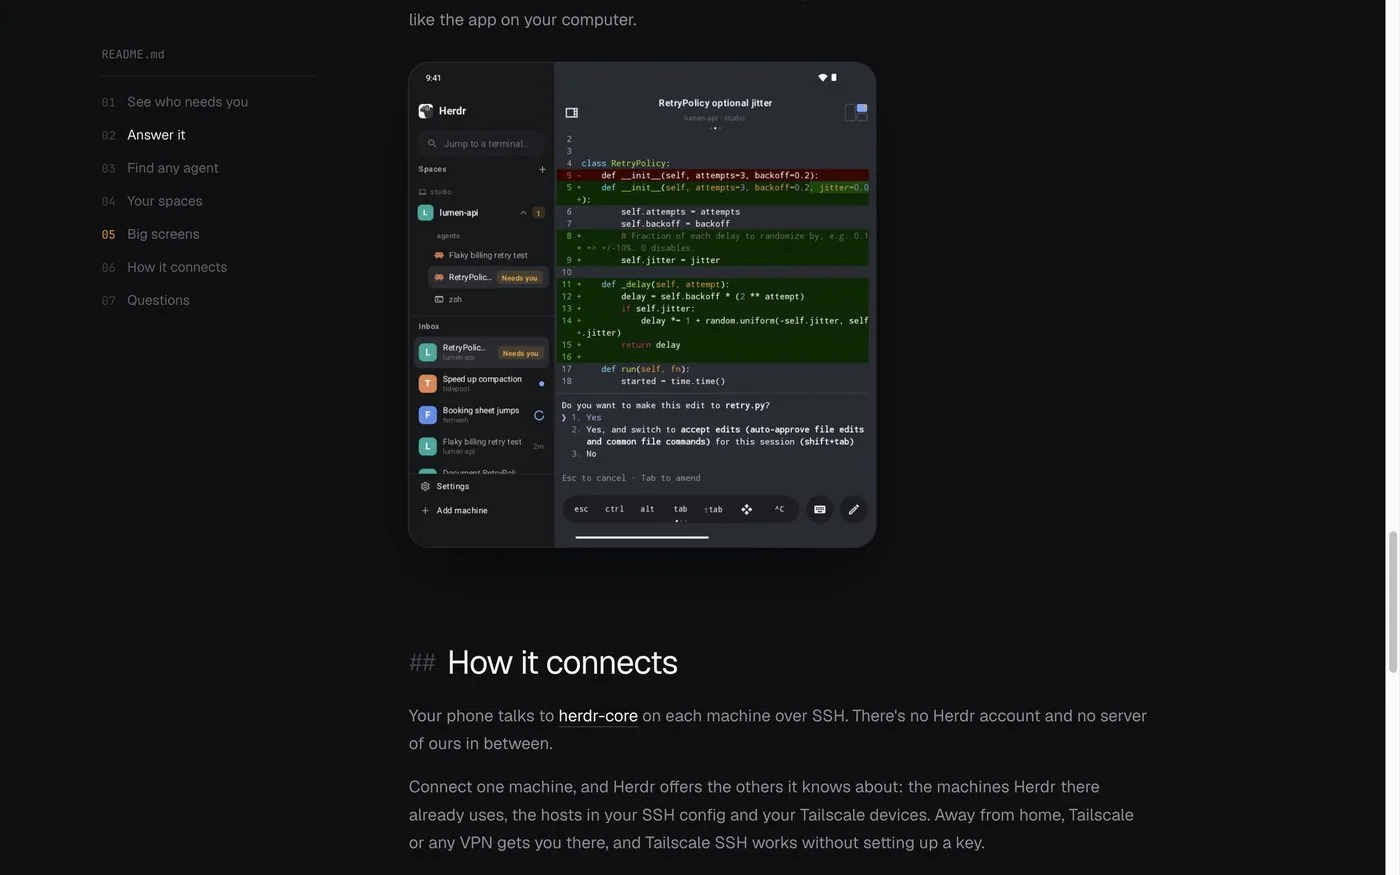 like the app on your computer.
README.md
01 See who needs you
02 Answer it
03 Find any agent
04 Your spaces
05 Big screens
06 How it connects
07 Questions
9:41
Herdr
Jump to a terminal...
Spaces
studio
lumen-api 1
agents
Flaky billing retry test
RetryPolic... Needs you
zsh
Inbox
RetryPolic... Needs you
lumen-api
Speed up compaction
tidepool
Booking sheet jumps
fernweh
Flaky billing retry test 2m
lumen-api
Document RetryPoli
Settings
+ Add machine
RetryPolicy optional jitter
lumen-api · studio
2
3
4 class RetryPolicy:
5 - def __init__(self, attempts=3, backoff=0.2):
5 + def __init__(self, attempts=3, backoff=0.2, jitter=0.0
+):
6 self.attempts = attempts
7 self.backoff = backoff
8 + # Fraction of each delay to randomize by, e.g. 0.1
+ => +/-10%. 0 disables.
9 + self.jitter = jitter
10
11 + def _delay(self, attempt):
12 + delay = self.backoff * (2 ** attempt)
13 + if self.jitter:
14 + delay *= 1 + random.uniform(-self.jitter, self
+.jitter)
15 + return delay
16 +
17 def run(self, fn):
18 started = time.time()
Do you want to make this edit to retry.py?
❯ 1. Yes
2. Yes, and switch to accept edits (auto-approve file edits
and common file commands) for this session (shift+tab)
3. No
Esc to cancel · Tab to amend
esc ctrl alt tab ⇧tab ^C
## How it connects
Your phone talks to herdr-core on each machine over SSH. There's no Herdr account and no server
of ours in between.
Connect one machine, and Herdr offers the others it knows about: the machines Herdr there
already uses, the hosts in your SSH config and your Tailscale devices. Away from home, Tailscale
or any VPN gets you there, and Tailscale SSH works without setting up a key.